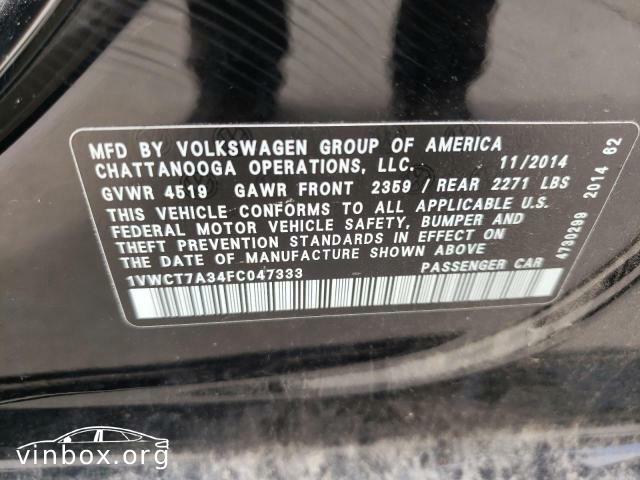 MFD BY VOLKSWAGEN GROUP OF AMERICA
CHATTANOOGA OPERATIONS, LLC. 11/2014
GVWR 4519 GAWR FRONT 2359 / REAR 2271 LBS
THIS VEHICLE CONFORMS TO ALL APPLICABLE U.S.
FEDERAL MOTOR VEHICLE SAFETY, BUMPER AND
THEFT PREVENTION STANDARDS IN EFFECT ON
THE DATE OF MANUFACTURE SHOWN ABOVE
1VWCT7A34FC047333 PASSENGER CAR
4730299 2014 62
vinbox.org